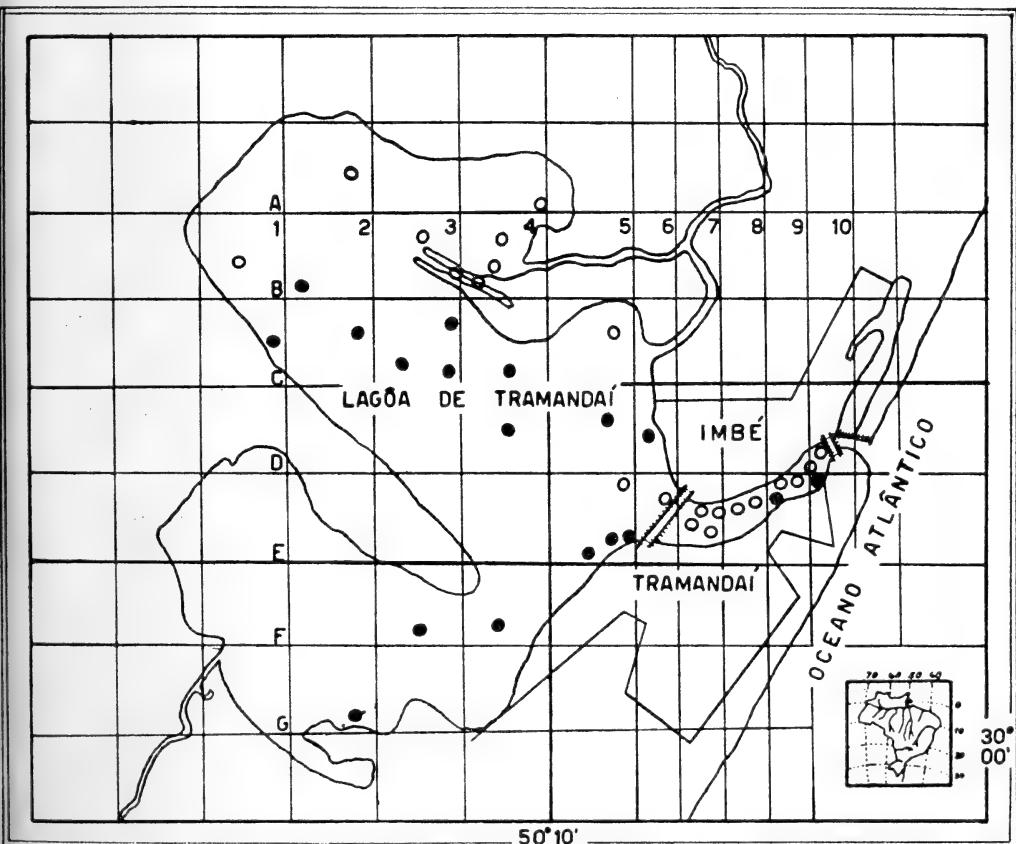 A
1 2 3 4 5 6 7 8 9 10
B
C
LAGÔA DE TRAMANDAÍ
IMBÉ
D
OCEANO ATLÂNTICO
E
TRAMANDAÍ
F
G
30°
00'
50°10'